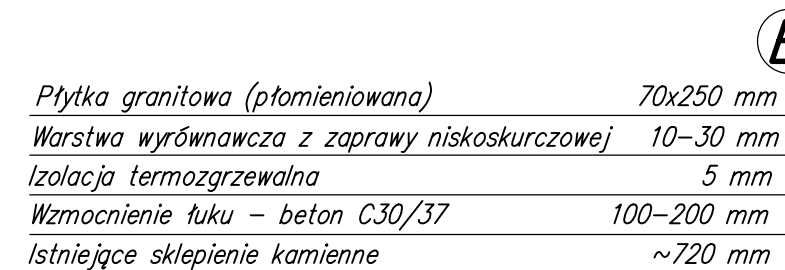 Płytka granitowa (płomieniowana) 70x250 mm
Warstwa wyrównawcza z zaprawy niskoskurczowej 10-30 mm
Izolacja termozgrzewalna 5 mm
Wzmocnienie łuku - beton C30/37 100-200 mm
Istniejące sklepienie kamienne ~720 mm